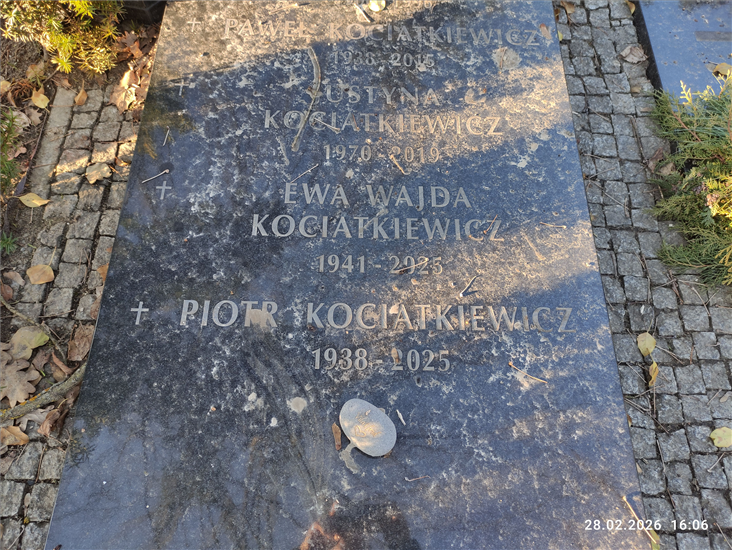 PAWEŁ KOCIATKIEWICZ
USTYNA
KOCIATKIEWICZ
1970 - 2019
EWA WAJDA
KOCIATKIEWICZ
1941 - 2025
PIOTR KOCIATKIEWICZ
1938 - 2025
28.02.2026 16:06